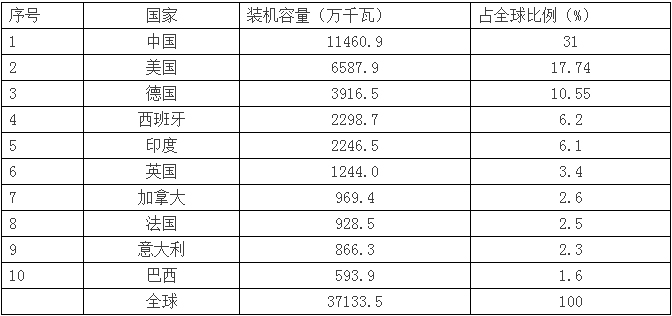 序号 国家 装机容量（万千瓦） 占全球比例（%）
1 中国 11460.9 31
2 美国 6587.9 17.74
3 德国 3916.5 10.55
4 西班牙 2298.7 6.2
5 印度 2246.5 6.1
6 英国 1244.0 3.4
7 加拿大 969.4 2.6
8 法国 928.5 2.5
9 意大利 866.3 2.3
10 巴西 593.9 1.6
全球 37133.5 100